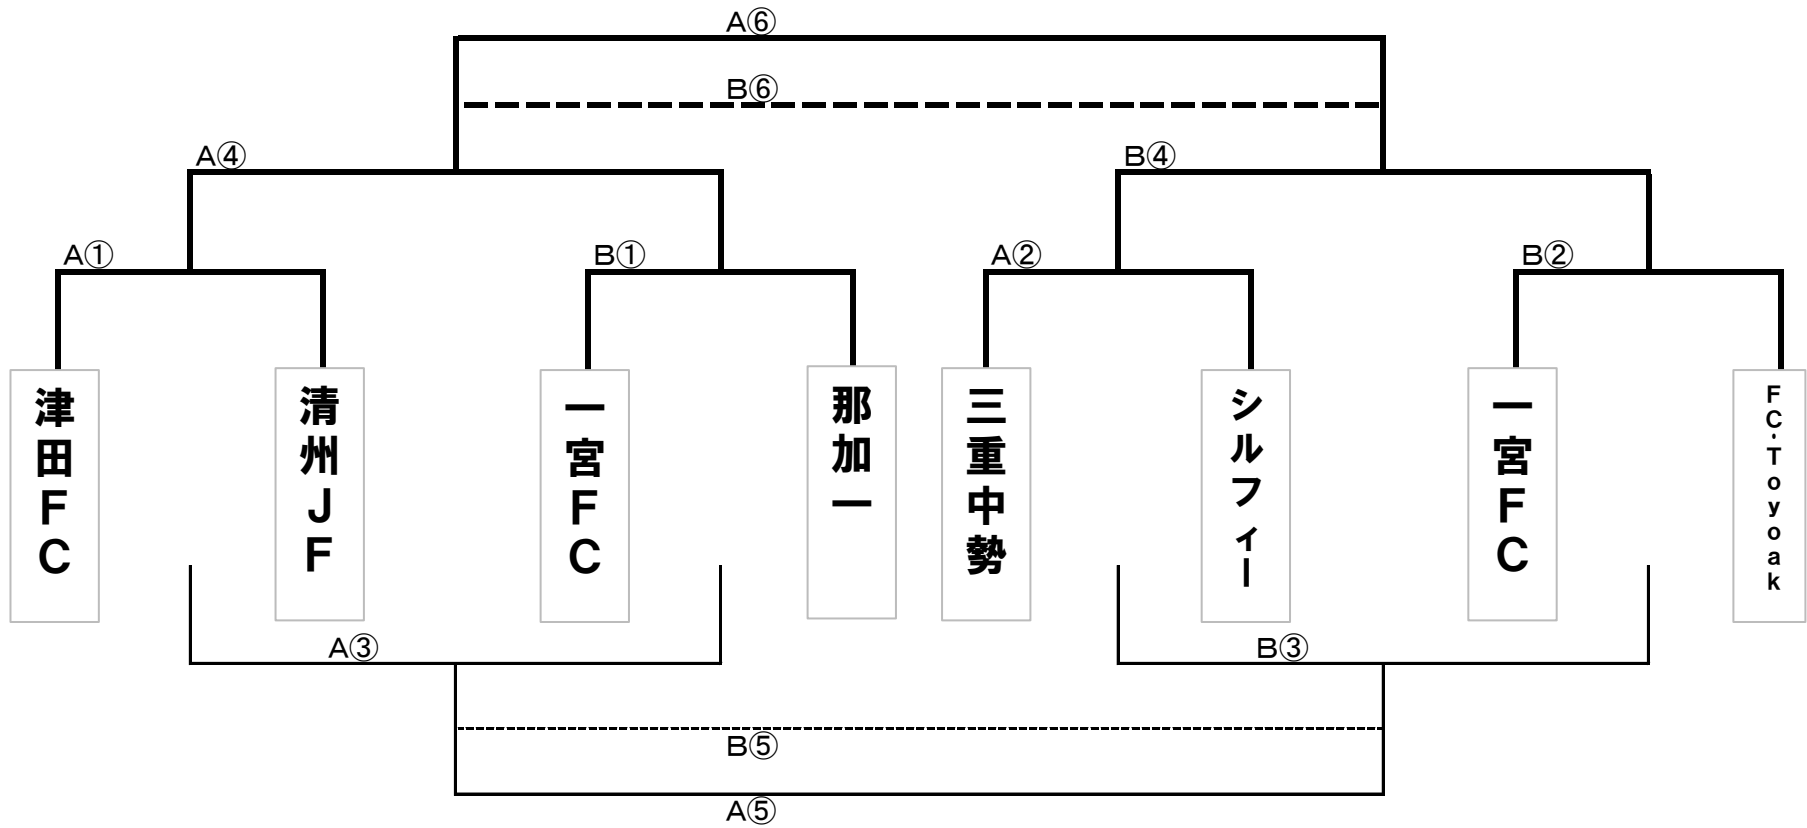 A⑥
B⑥
A④
B④
A①
B①
A②
B②
津田FC
清州JF
一宮FC
那加一
三重中勢
シルフィー
一宮FC
FC・Toyoak
A③
B③
B⑤
A⑤